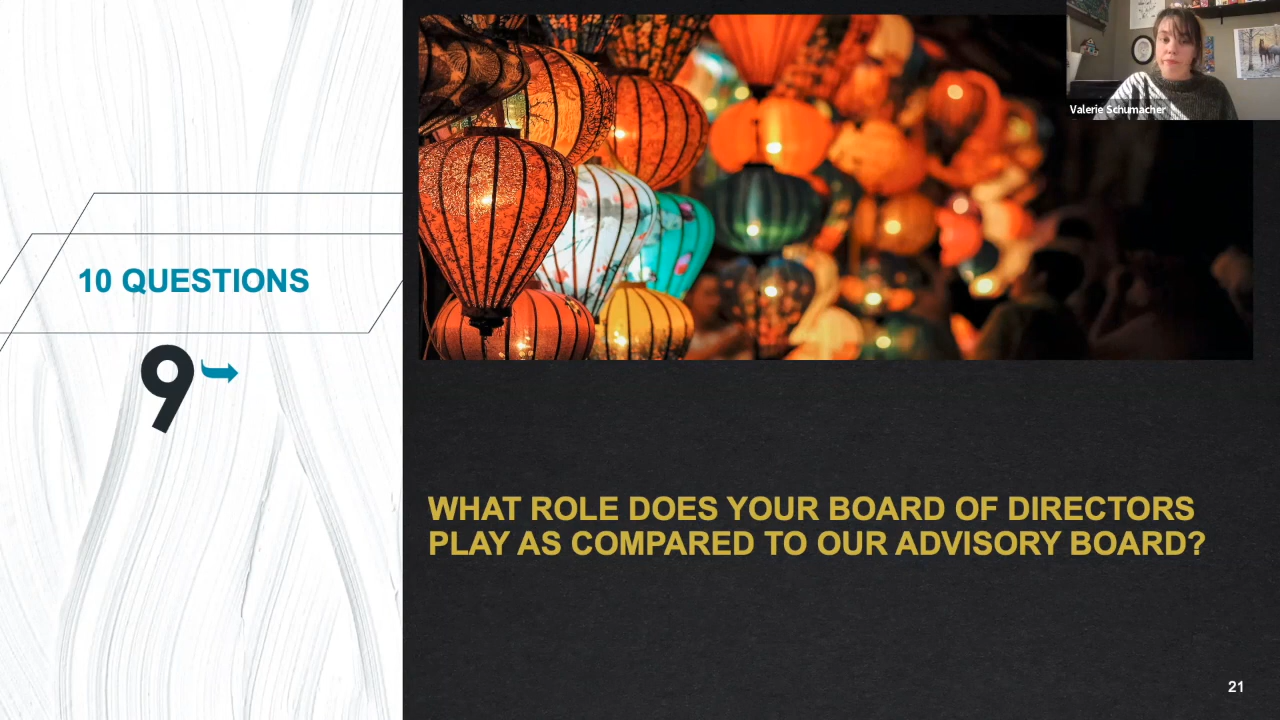 Valerie Schumacher
10 QUESTIONS
9
WHAT ROLE DOES YOUR BOARD OF DIRECTORS
PLAY AS COMPARED TO OUR ADVISORY BOARD?
21